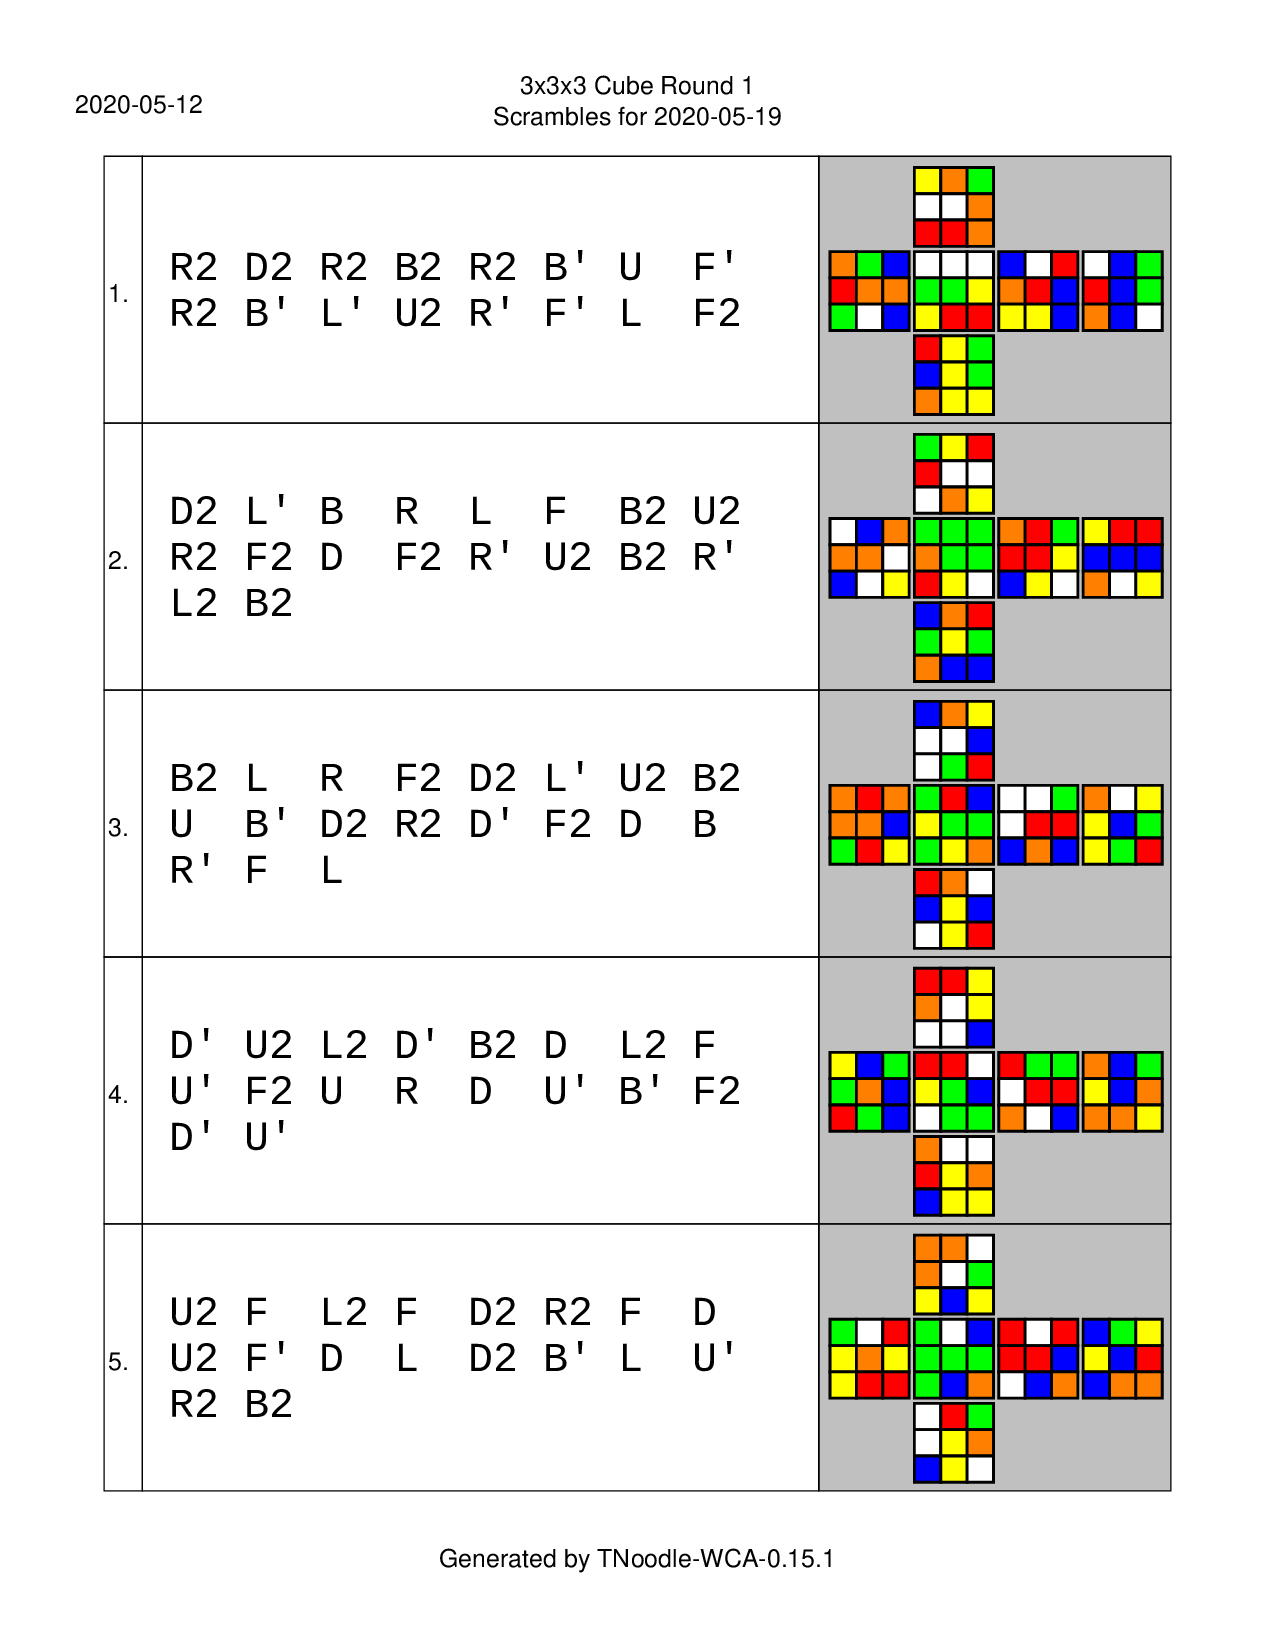 2020-05-12
3x3x3 Cube Round 1
Scrambles for 2020-05-19
1.
R2 D2 R2 B2 R2 B' U F'
R2 B' L' U2 R' F' L F2
2.
D2 L' B R L F B2 U2
R2 F2 D F2 R' U2 B2 R'
L2 B2
3.
B2 L R F2 D2 L' U2 B2
U B' D2 R2 D' F2 D B
R' F L
4.
D' U2 L2 D' B2 D L2 F
U' F2 U R D U' B' F2
D' U'
5.
U2 F L2 F D2 R2 F D
U2 F' D L D2 B' L U'
R2 B2
Generated by TNoodle-WCA-0.15.1